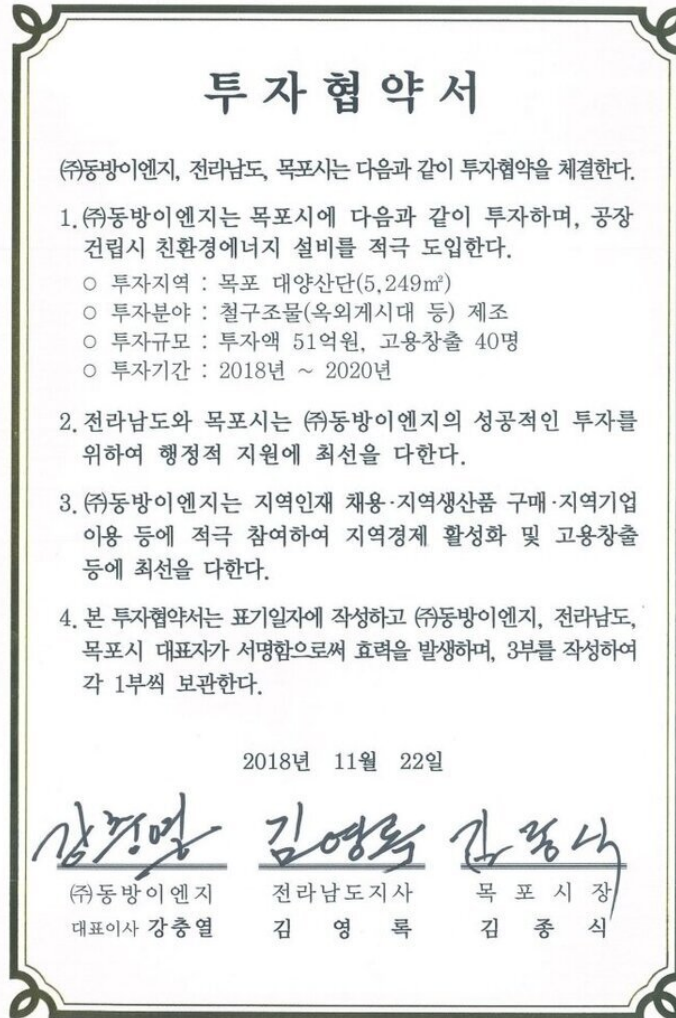 투자협약서
㈜동방이엔지, 전라남도, 목포시는 다음과 같이 투자협약을 체결한다.
1. ㈜동방이엔지는 목포시에 다음과 같이 투자하며, 공장
건립시 친환경에너지 설비를 적극 도입한다.
○ 투자지역 : 목포 대양산단(5,249㎡)
○ 투자분야 : 철구조물(옥외게시대 등) 제조
○ 투자규모 : 투자액 51억원, 고용창출 40명
○ 투자기간 : 2018년 ~ 2020년
2. 전라남도와 목포시는 ㈜동방이엔지의 성공적인 투자를
위하여 행정적 지원에 최선을 다한다.
3. ㈜동방이엔지는 지역인재 채용·지역생산품 구매·지역기업
이용 등에 적극 참여하여 지역경제 활성화 및 고용창출
등에 최선을 다한다.
4. 본 투자협약서는 표기일자에 작성하고 ㈜동방이엔지, 전라남도,
목포시 대표자가 서명함으로써 효력을 발생하며, 3부를 작성하여
각 1부씩 보관한다.
2018년 11월 22일
김영록 김종식
㈜동방이엔지 전라남도지사 목포시장
대표이사 강충열 김영록 김종식